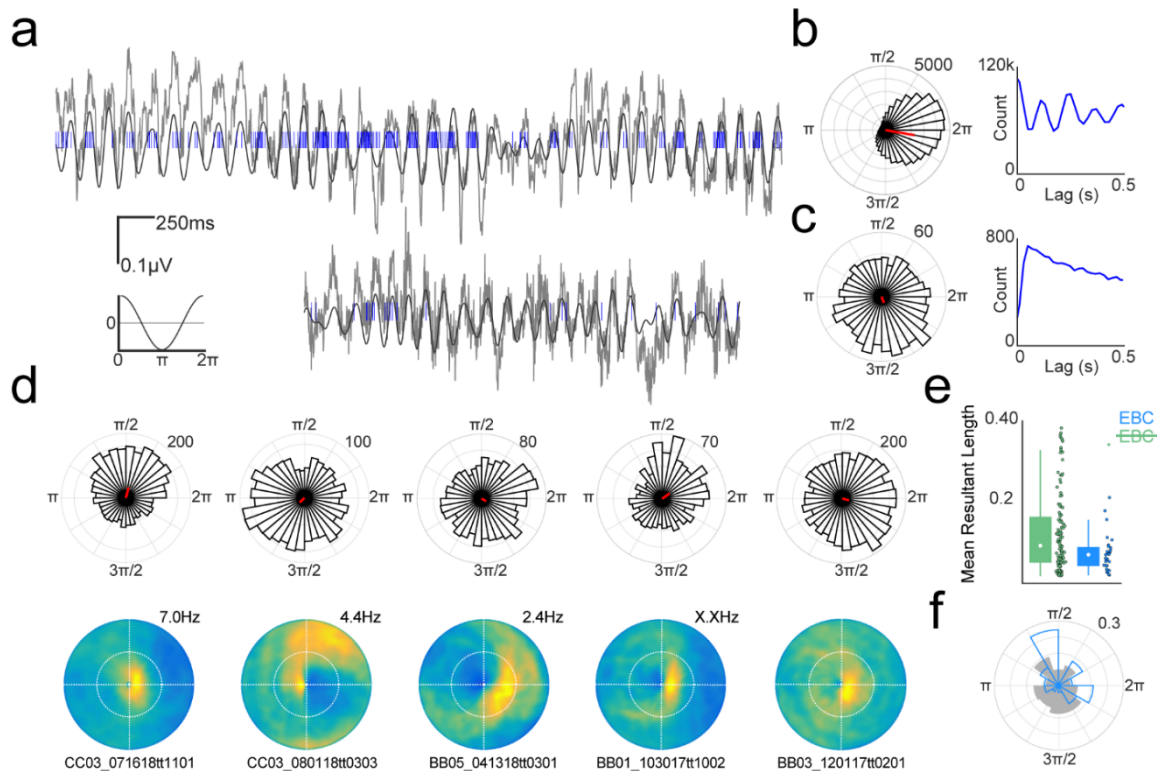 a
250ms
0.1µV
0
0 π 2π
b
π/2
5000
π
2π
3π/2
120k
Count
0
0 Lag (s) 0.5
c
60
π
2π
3π/2
800
Count
0
0 Lag (s) 0.5
d
π/2
200
π
2π
3π/2
π/2
100
π
2π
3π/2
π/2
80
π
2π
3π/2
π/2
70
π
2π
3π/2
π/2
200
π
2π
3π/2
7.0Hz
CC03_071618tt1101
4.4Hz
CC03_080118tt0303
2.4Hz
BB05_041318tt0301
X.XHz
BB01_103017tt1002
BB03_120117tt0201
e
0.40
0.2
Mean Resultant Length
EBC
EBC
f
π/2
0.3
π
2π
3π/2